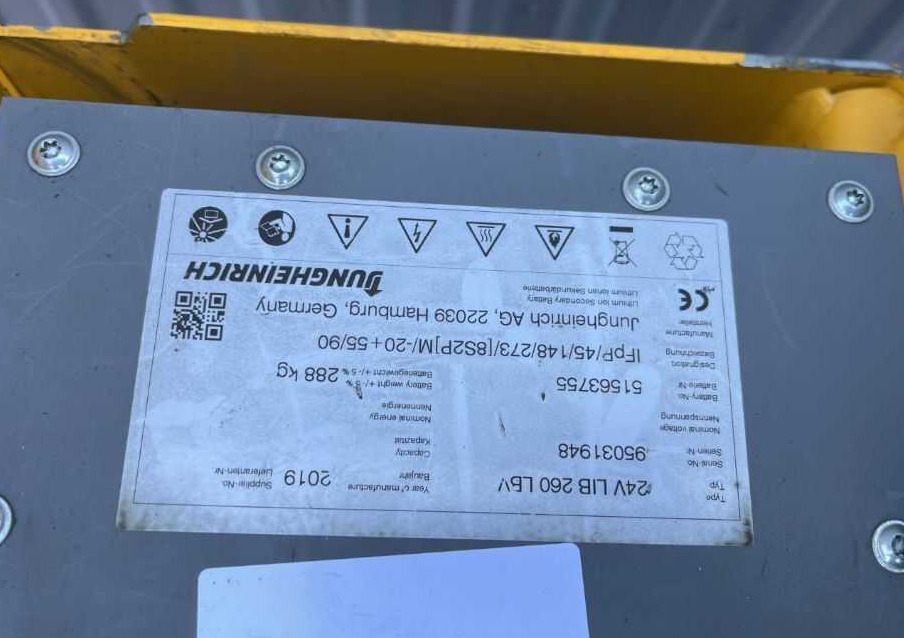 Type
Typ
24V LIB 260
Year of manufacture
Baujahr
2019
Supplier-No.
Lieferanten-Nr.
Serial-No.
Serien-Nr.
95031948
Capacity
Kapazität
Nominal voltage
Nennspannung
Nominal energy
Nennenergie
Battery-No.
Batterie-Nr.
51563755
Battery weight +/- 5 %
Batteriegewicht +/- 5 %
288 kg
Designation
Bezeichnung
IFpP/45/148/273/[8S2P]M/-20+55/90
Manufacture
Hersteller
Jungheinrich AG, 22039 Hamburg, Germany
Lithium Ion Secondary Battery
Lithium Ionen Sekundärbatterie
CE
JUNGHEINRICH